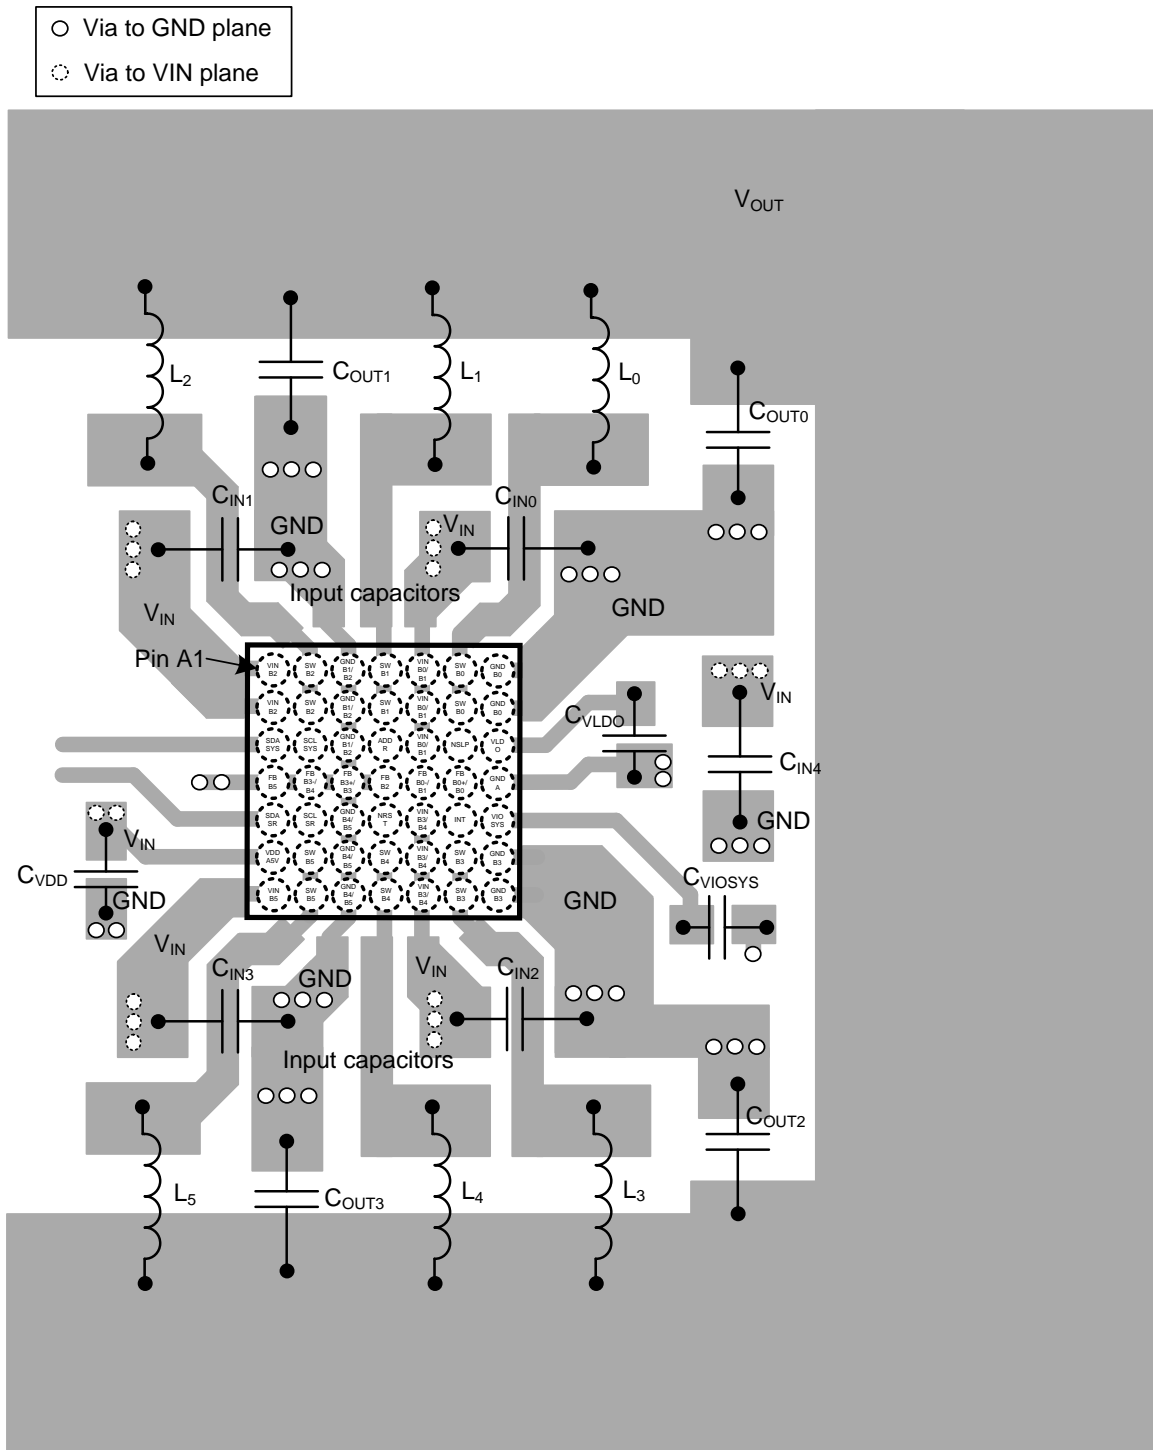 Via to GND plane
Via to VIN plane
VOUT
L2
COUT1
L1
L0
COUT0
CIN1
CIN0
GND
VIN
Input capacitors
GND
VIN
Pin A1
VIN B2
SW B2
GND B1/ B2
SW B1
VIN B0/ B1
SW B0
GND B0
VIN
VIN B2
SW B2
GND B1/ B2
SW B1
VIN B0/ B1
SW B0
GND B0
CVLDO
SDA SYS
SCL SYS
GND B1/ B2
ADD R
VIN B0/ B1
NSLP
VLD O
CIN4
FB B5
FB B3-/ B4
FB B3+/ B3
FB B2
FB B0-/ B1
FB B0+/ B0
GND A
SDA SR
SCL SR
GND B4/ B5
NRS T
VIN B3/ B4
INT
VIO SYS
GND
VIN
VDD A5V
SW B5
GND B4/ B5
SW B4
VIN B3/ B4
SW B3
GND B3
CVDD
CVIOSYS
GND
VIN B5
SW B5
GND B4/ B5
SW B4
VIN B3/ B4
SW B3
GND B3
GND
VIN
CIN3
GND
VIN
CIN2
Input capacitors
COUT2
L5
COUT3
L4
L3